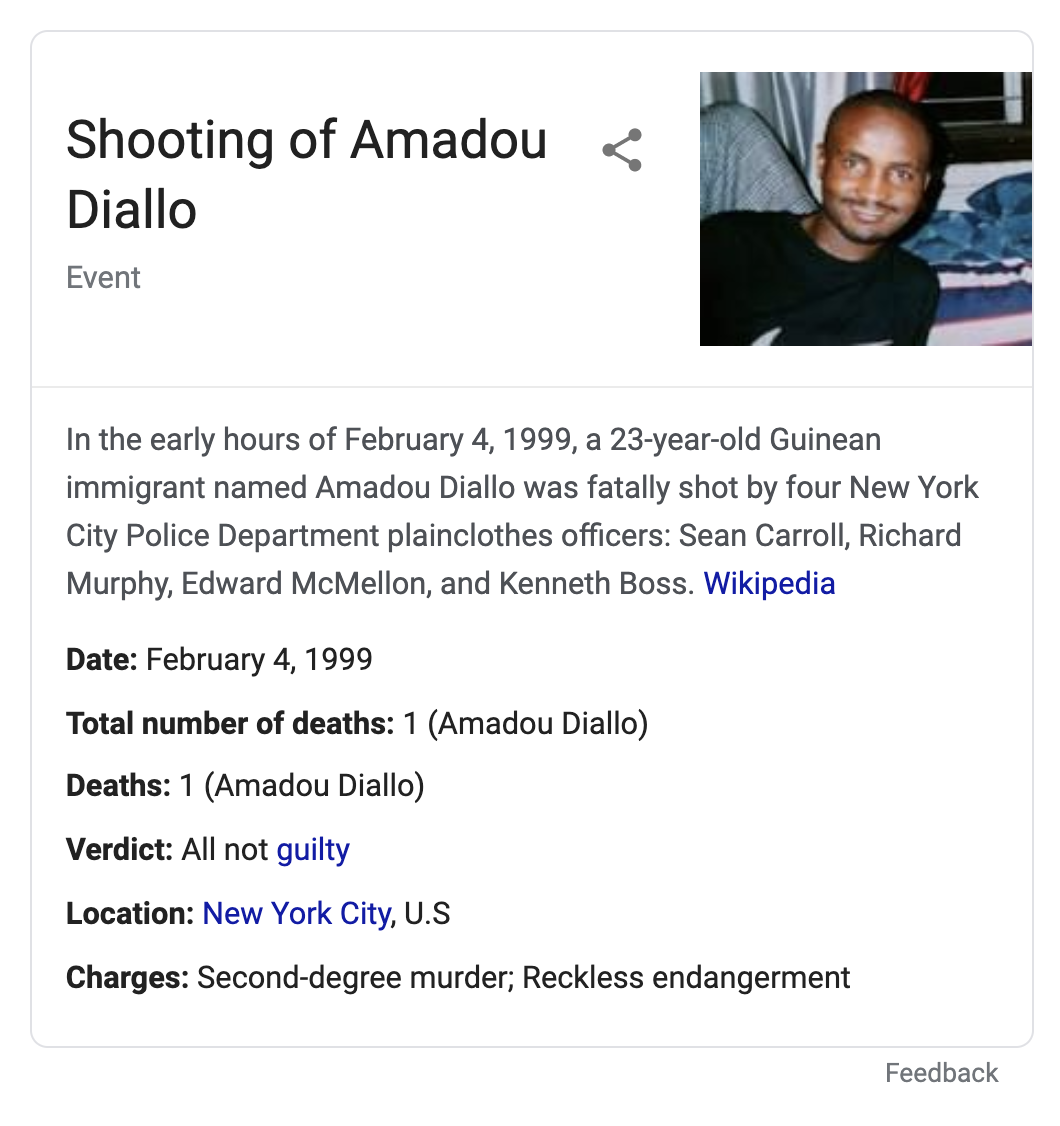 Shooting of Amadou
Diallo
Event
In the early hours of February 4, 1999, a 23-year-old Guinean
immigrant named Amadou Diallo was fatally shot by four New York
City Police Department plainclothes officers: Sean Carroll, Richard
Murphy, Edward McMellon, and Kenneth Boss. Wikipedia
Date: February 4, 1999
Total number of deaths: 1 (Amadou Diallo)
Deaths: 1 (Amadou Diallo)
Verdict: All not guilty
Location: New York City, U.S
Charges: Second-degree murder; Reckless endangerment
Feedback